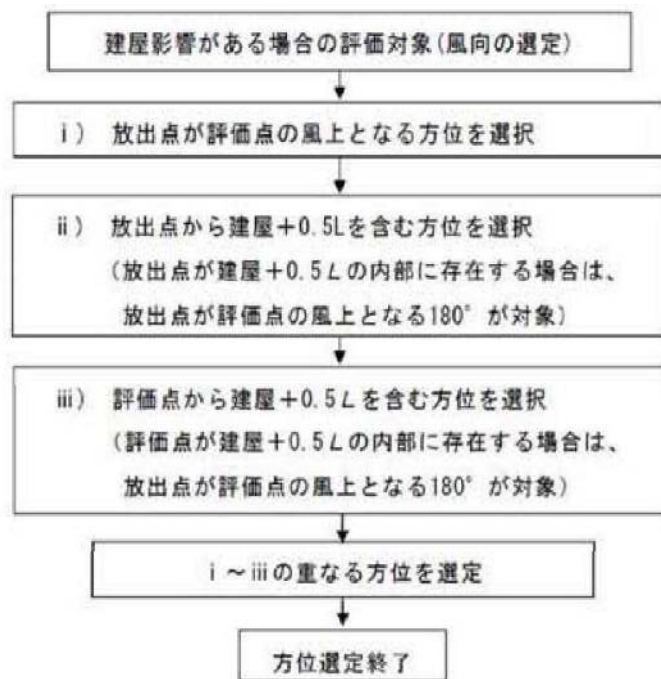 建屋影響がある場合の評価対象(風向の選定)
ⅰ) 放出点が評価点の風上となる方位を選択
ⅱ) 放出点から建屋+0.5Lを含む方位を選択
(放出点が建屋+0.5Lの内部に存在する場合は、
放出点が評価点の風上となる180°が対象)
ⅲ) 評価点から建屋+0.5Lを含む方位を選択
(評価点が建屋+0.5Lの内部に存在する場合は、
放出点が評価点の風上となる180°が対象)
ⅰ~ⅲの重なる方位を選定
方位選定終了